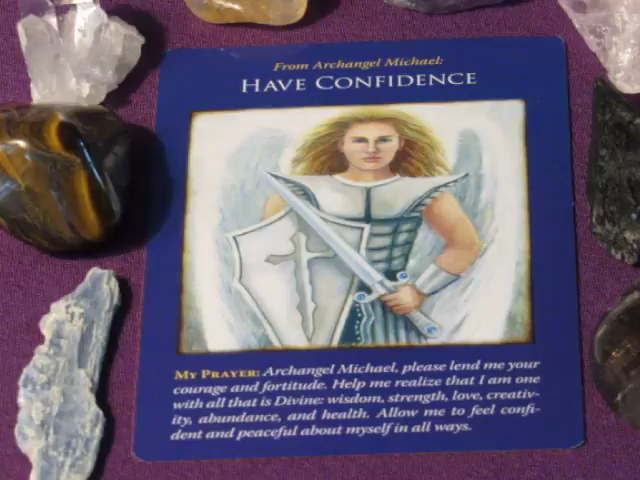 From Archangel Michael:
HAVE CONFIDENCE
MY PRAYER: Archangel Michael, please lend me your
courage and fortitude. Help me realize that I am one
with all that is Divine: wisdom, strength, love, creativ-
ity, abundance, and health. Allow me to feel confi-
dent and peaceful about myself in all ways.